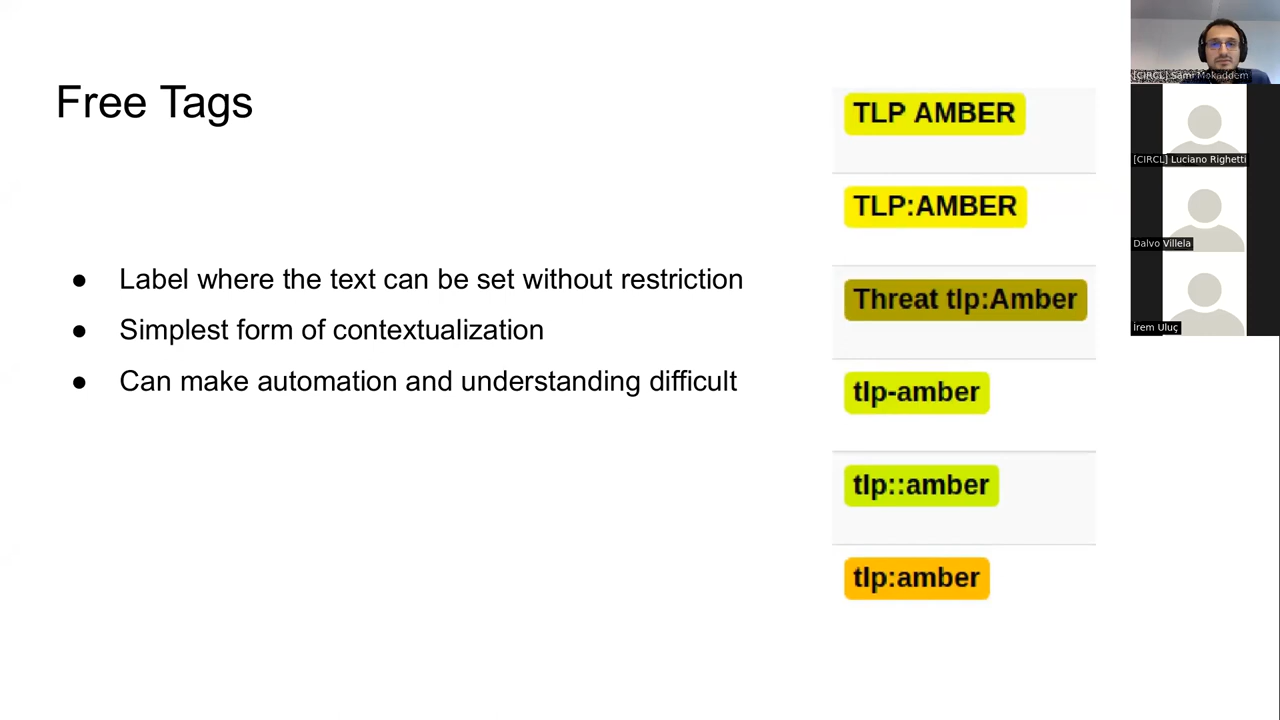 Free Tags
● Label where the text can be set without restriction
● Simplest form of contextualization
● Can make automation and understanding difficult
TLP AMBER
TLP:AMBER
Threat tlp:Amber
tlp-amber
tlp::amber
tlp:amber
[CIRCL] Sami Mokaddem
[CIRCL] Luciano Righetti
Dalvo Villela
İrem Uluç